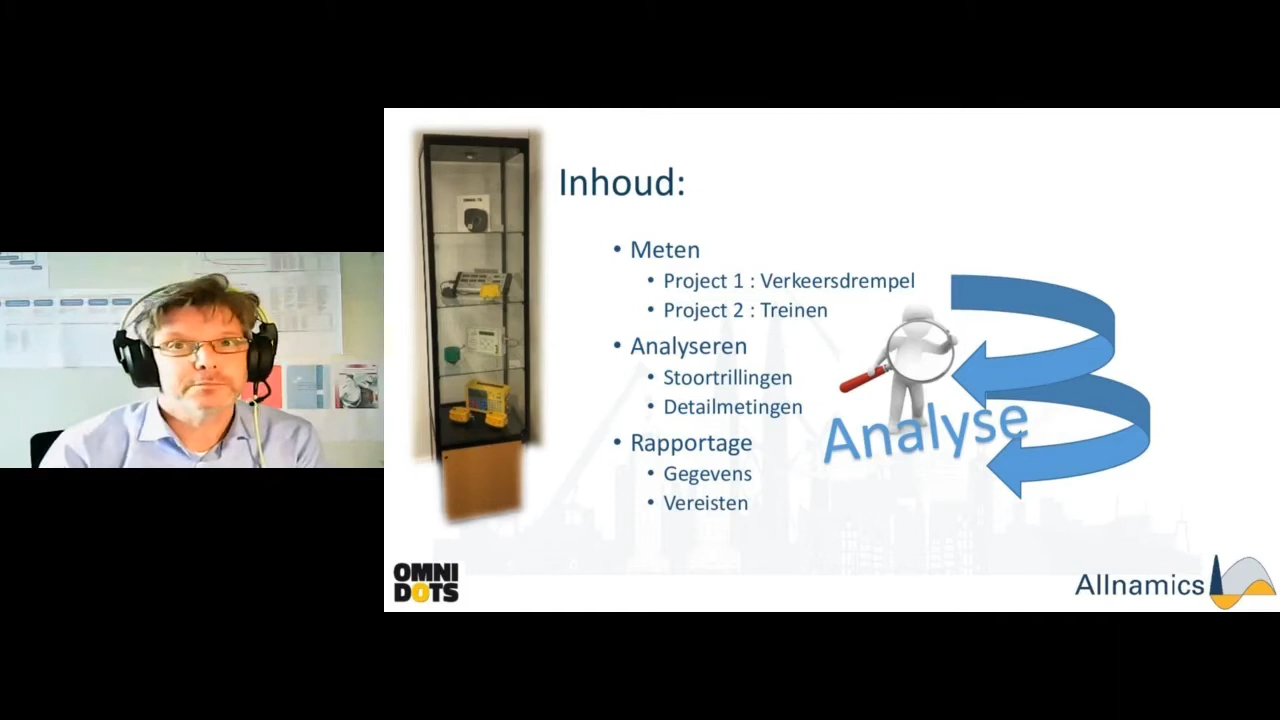 Inhoud:
• Meten
• Project 1 : Verkeersdrempel
• Project 2 : Treinen
• Analyseren
• Stoortrillingen
• Detailmetingen
• Rapportage
• Gegevens
• Vereisten
Analyse
OMNI
DOTS
Allnamics